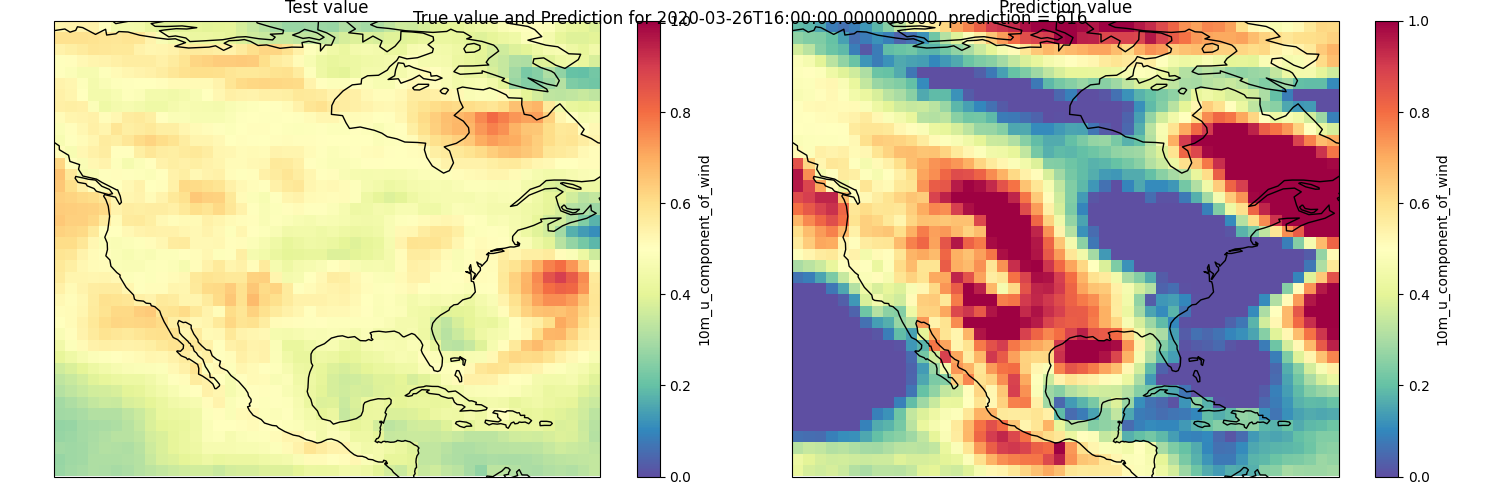 True value and Prediction for 2020-03-26T16:00:00.000000000, prediction = 616
Test value
Prediction value
1.0
0.8
0.6
0.4
0.2
0.0
10m_u_component_of_wind
1.0
0.8
0.6
0.4
0.2
0.0
10m_u_component_of_wind